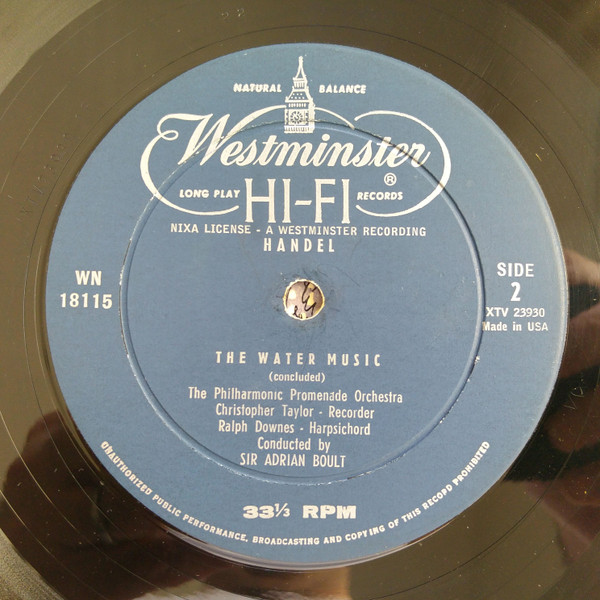 NATURAL BALANCE
Westminster
®
LONG PLAY HI-FI RECORDS
NIXA LICENSE - A WESTMINSTER RECORDING
HANDEL
WN
18115
SIDE
2
XTV 23930
Made in USA
THE WATER MUSIC
(concluded)
The Philharmonic Promenade Orchestra
Christopher Taylor - Recorder
Ralph Downes - Harpsichord
Conducted by
SIR ADRIAN BOULT
33⅓ RPM
UNAUTHORIZED PUBLIC PERFORMANCE, BROADCASTING AND COPYING OF THIS RECORD PROHIBITED